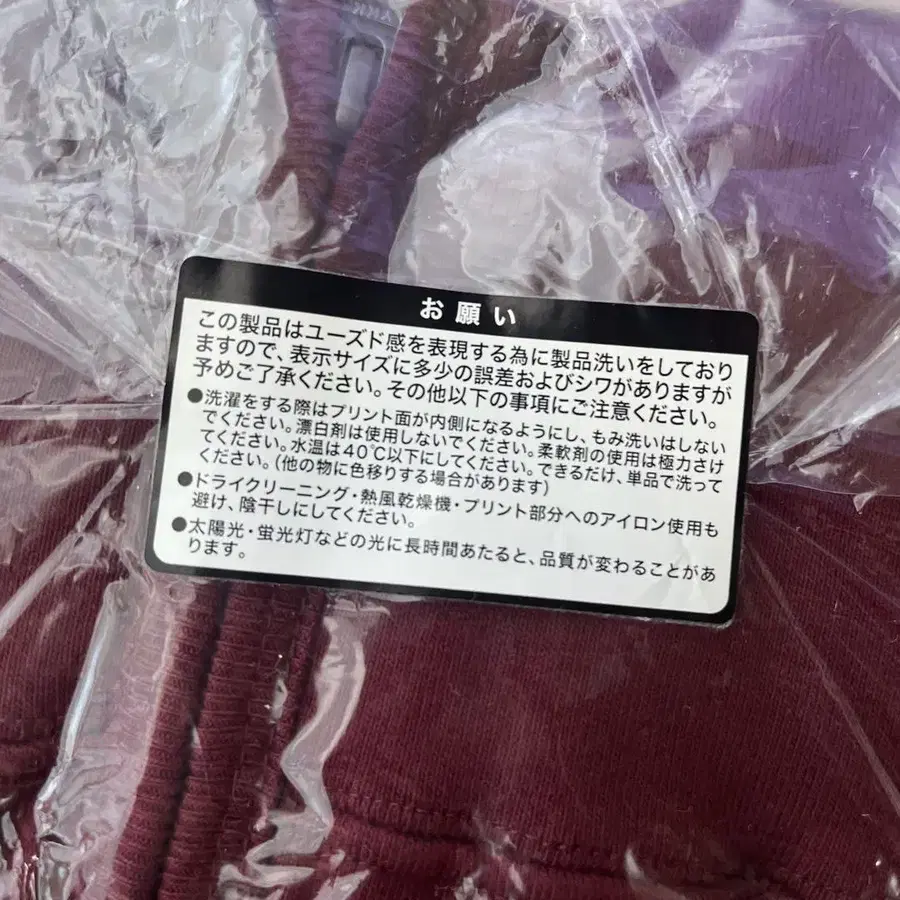 お願い
この製品はユーズド感を表現する為に製品洗いをしており
ますので、表示サイズに多少の誤差およびシワがありますが
予めご了承ください。その他以下の事項にご注意ください。
●洗濯をする際はプリント面が内側になるようにし、もみ洗いはしない
でください。漂白剤は使用しないでください。柔軟剤の使用は極力さけ
てください。水温は40℃以下にしてください。できるだけ、単品で洗って
ください。(他の物に色移りする場合があります)
●ドライクリーニング・熱風乾燥機・プリント部分へのアイロン使用も
避け、陰干しにしてください。
●太陽光・蛍光灯などの光に長時間あたると、品質が変わることがあ
ります。